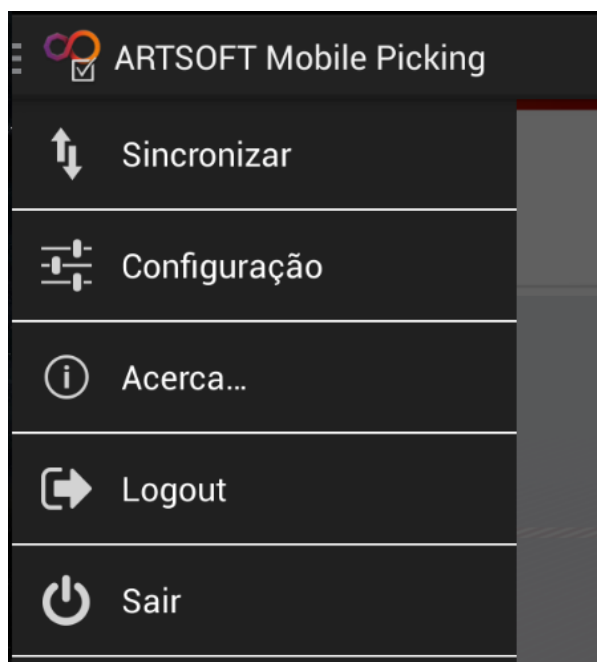 ARTSOFT Mobile Picking
Sincronizar
Configuração
Acerca...
Logout
Sair